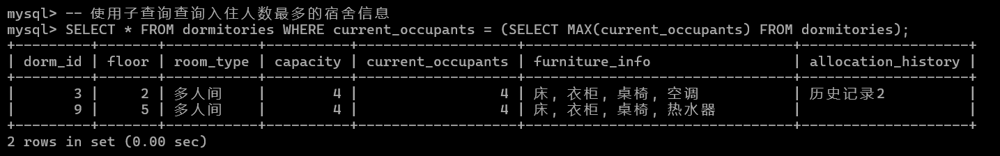 mysql> -- 使用子查询查询入住人数最多的宿舍信息
mysql> SELECT * FROM dormitories WHERE current_occupants = (SELECT MAX(current_occupants) FROM dormitories);
+---------+-------+-----------+----------+-------------------+--------------------------------+--------------------+
| dorm_id | floor | room_type | capacity | current_occupants | furniture_info                 | allocation_history |
+---------+-------+-----------+----------+-------------------+--------------------------------+--------------------+
|       3 |     2 | 多人间    |        4 |                 4 | 床, 衣柜, 桌椅, 空调           | 历史记录2          |
|       9 |     5 | 多人间    |        4 |                 4 | 床, 衣柜, 桌椅, 热水器         |                    |
+---------+-------+-----------+----------+-------------------+--------------------------------+--------------------+
2 rows in set (0.00 sec)